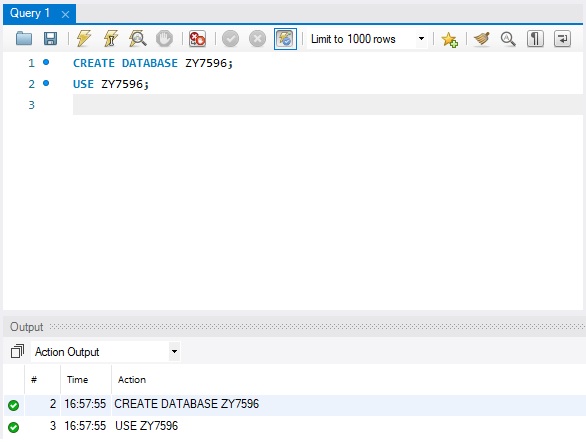 Query 1
Limit to 1000 rows
1 CREATE DATABASE ZY7596;
2 USE ZY7596;
3
Output
Action Output
# Time Action
2 16:57:55 CREATE DATABASE ZY7596
3 16:57:55 USE ZY7596